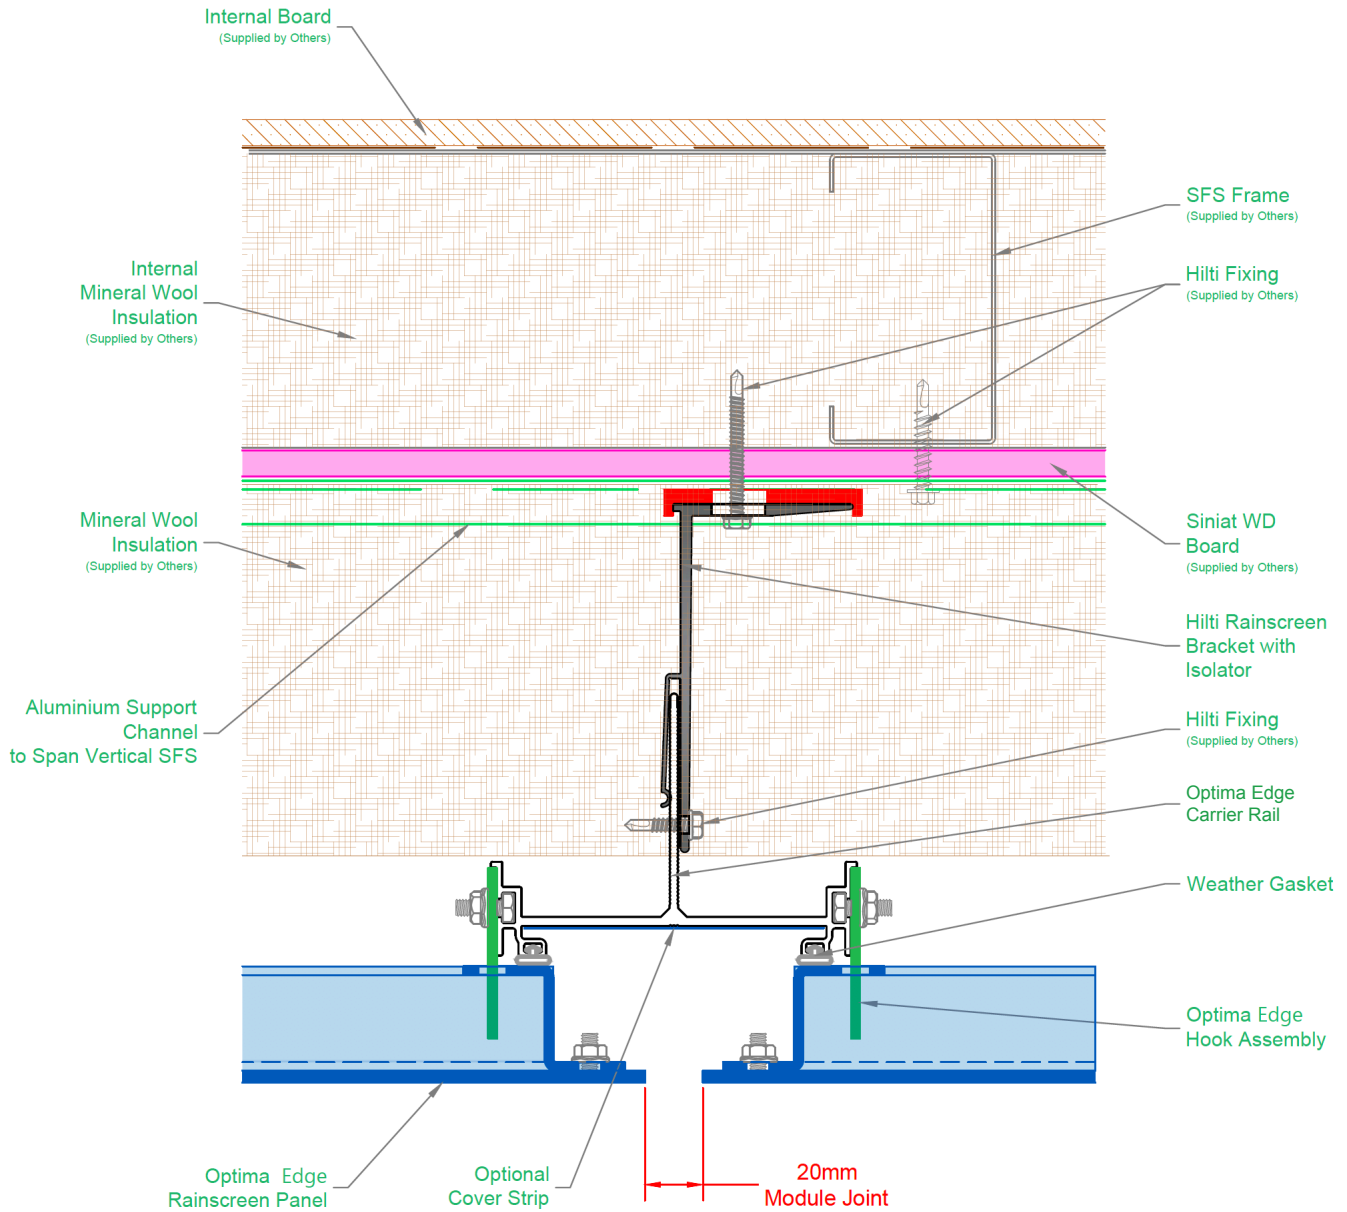 Internal Board
(Supplied by Others)
SFS Frame
(Supplied by Others)
Hilti Fixing
(Supplied by Others)
Internal
Mineral Wool
Insulation
(Supplied by Others)
Mineral Wool
Insulation
(Supplied by Others)
Siniat WD
Board
(Supplied by Others)
Hilti Rainscreen
Bracket with
Isolator
Aluminium Support
Channel
to Span Vertical SFS
Hilti Fixing
(Supplied by Others)
Optima Edge
Carrier Rail
Weather Gasket
Optima Edge
Hook Assembly
Optima Edge
Rainscreen Panel
Optional
Cover Strip
20mm
Module Joint